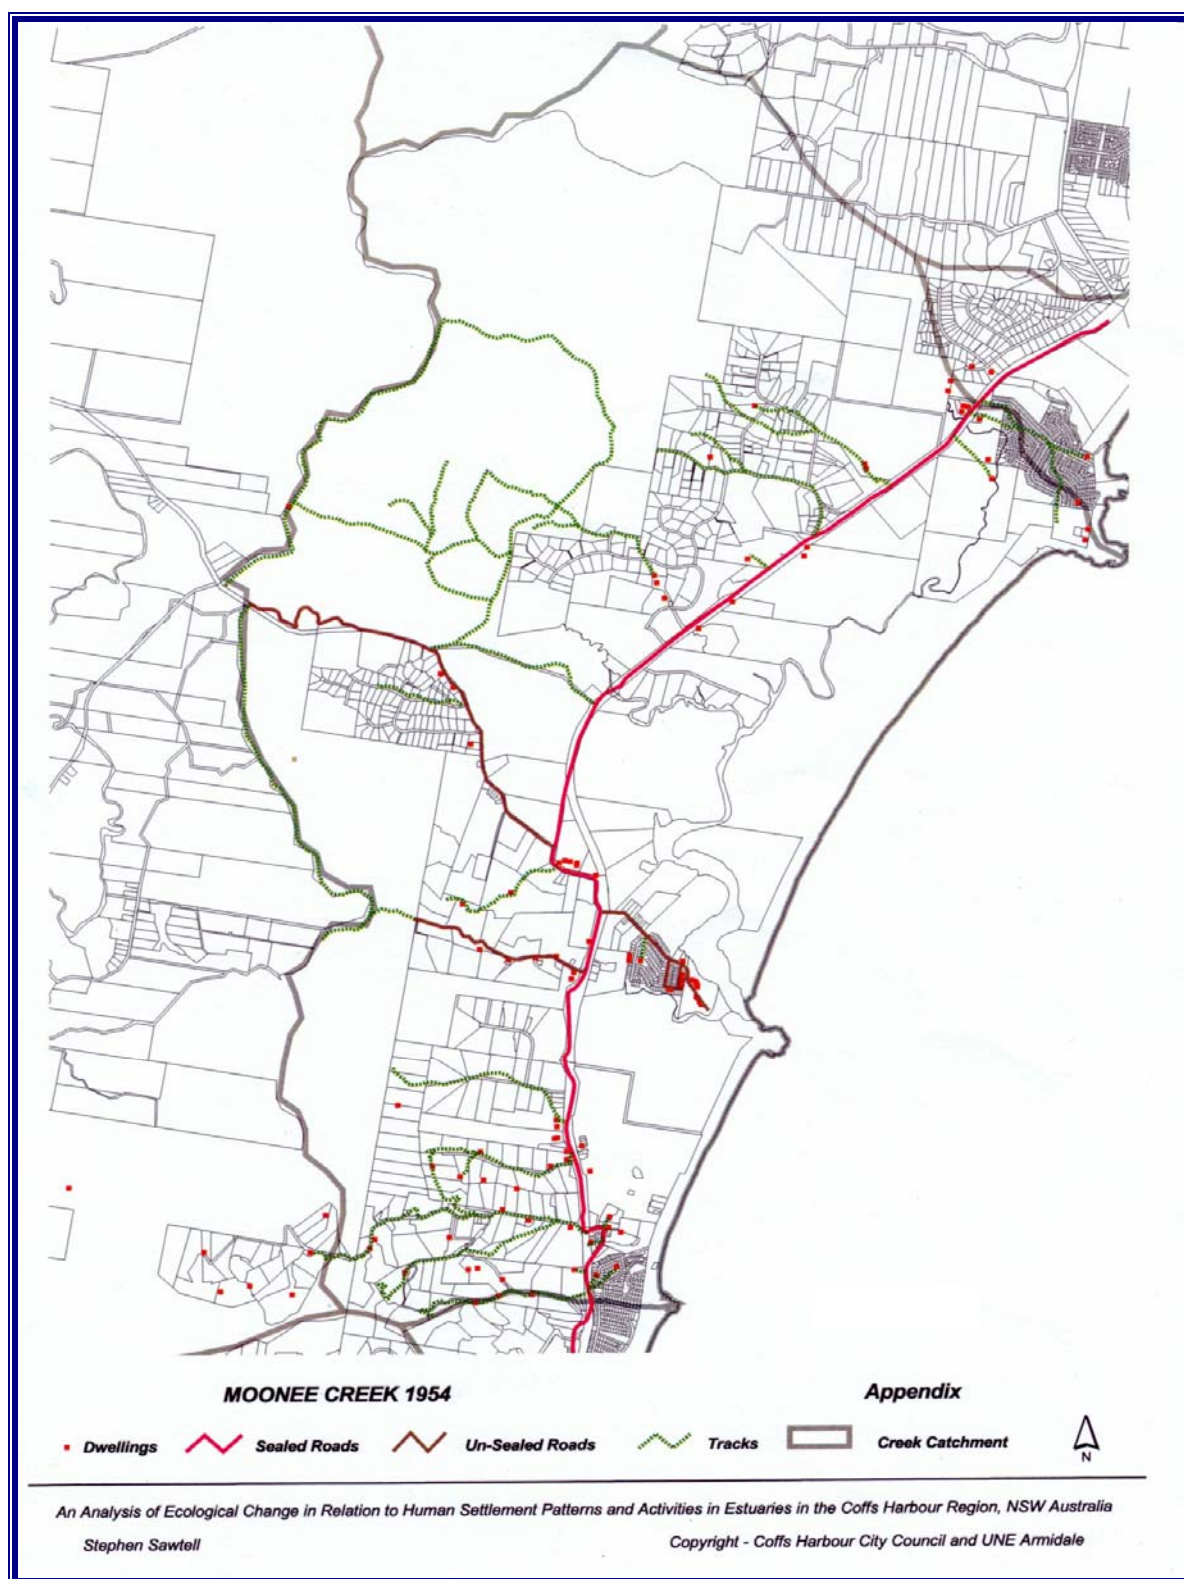 MOONEE CREEK 1954
Appendix
Dwellings Sealed Roads Un-Sealed Roads Tracks Creek Catchment
N
An Analysis of Ecological Change in Relation to Human Settlement Patterns and Activities in Estuaries in the Coffs Harbour Region, NSW Australia
Stephen Sawtell
Copyright - Coffs Harbour City Council and UNE Armidale